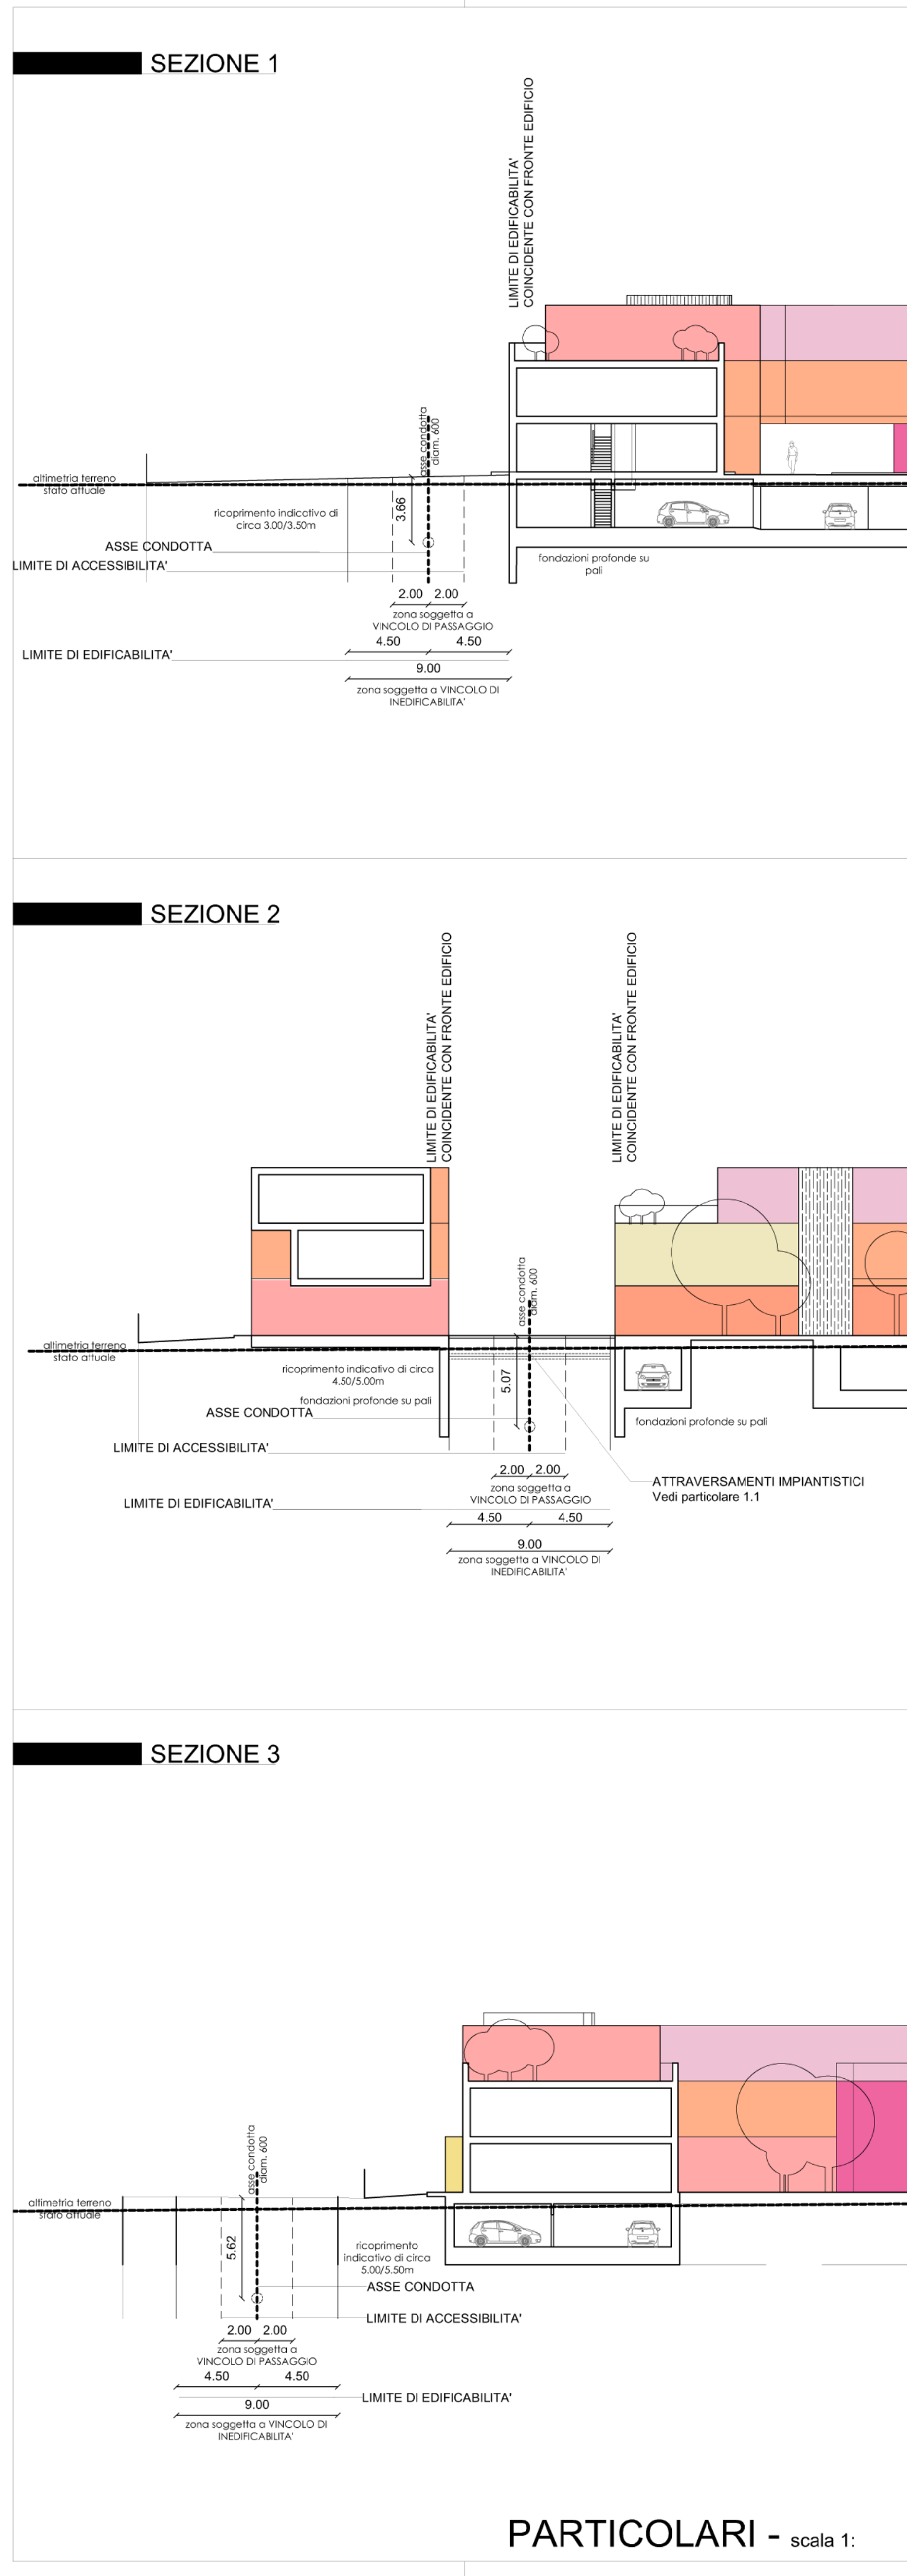 SEZIONE 1
LIMITE DI EDIFICABILITA'
COINCIDENTE CON FRONTE EDIFICIO
asse condotta
diam. 600
altimetria terreno
stato attuale
3.66
ricoprimento indicativo di
circa 3.00/3.50m
ASSE CONDOTTA
fondazioni profonde su
pali
LIMITE DI ACCESSIBILITA'
2.00 2.00
zona soggetta a
VINCOLO DI PASSAGGIO
4.50 4.50
LIMITE DI EDIFICABILITA'
9.00
zona soggetta a VINCOLO DI
INEDIFICABILITA'
SEZIONE 2
LIMITE DI EDIFICABILITA'
COINCIDENTE CON FRONTE EDIFICIO
LIMITE DI EDIFICABILITA'
COINCIDENTE CON FRONTE EDIFICIO
asse condotta
diam. 600
altimetria terreno
stato attuale
ricoprimento indicativo di circa
4.50/5.00m
5.07
fondazioni profonde su pali
ASSE CONDOTTA
fondazioni profonde su pali
LIMITE DI ACCESSIBILITA'
2.00 2.00
ATTRAVERSAMENTI IMPIANTISTICI
Vedi particolare 1.1
zona soggetta a
VINCOLO DI PASSAGGIO
LIMITE DI EDIFICABILITA'
4.50 4.50
9.00
zona soggetta a VINCOLO DI
INEDIFICABILITA'
SEZIONE 3
asse condotta
diam. 600
altimetria terreno
stato attuale
5.62
ricoprimento
indicativo di circa
5.00/5.50m
ASSE CONDOTTA
LIMITE DI ACCESSIBILITA'
2.00 2.00
zona soggetta a
VINCOLO DI PASSAGGIO
4.50 4.50
LIMITE DI EDIFICABILITA'
9.00
zona soggetta a VINCOLO DI
INEDIFICABILITA'
PARTICOLARI - scala 1: